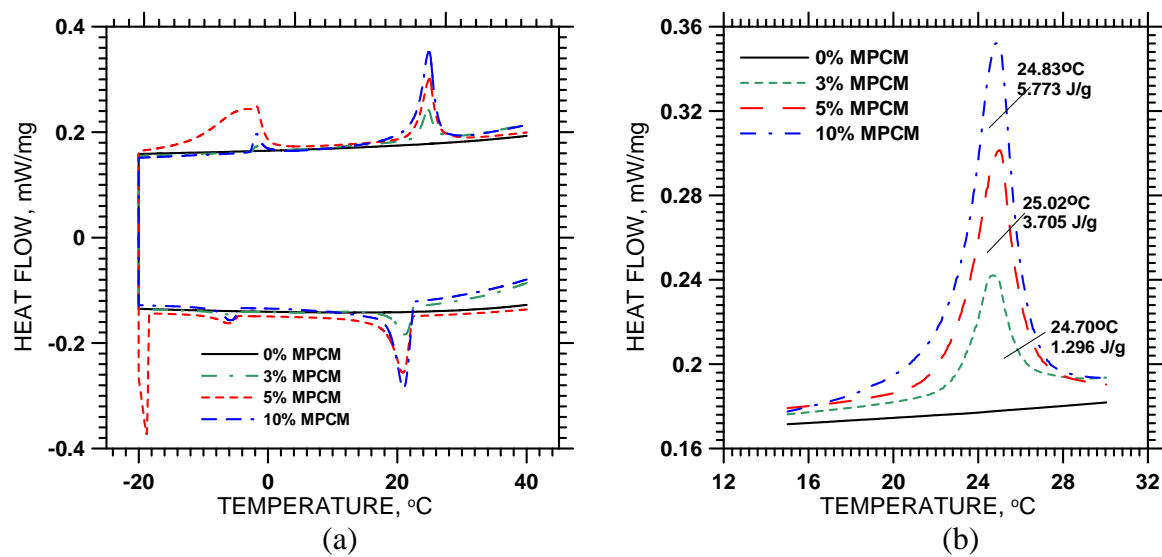 0.4
0.2
0
-0.2
-0.4
HEAT FLOW, mW/mg
0% MPCM
3% MPCM
5% MPCM
10% MPCM
-20
0
20
40
TEMPERATURE, °C
(a)
0.36
0.32
0.28
0.24
0.2
0.16
HEAT FLOW, mW/mg
0% MPCM
3% MPCM
5% MPCM
10% MPCM
24.83°C
5.773 J/g
25.02°C
3.705 J/g
24.70°C
1.296 J/g
12
16
20
24
28
32
TEMPERATURE, °C
(b)